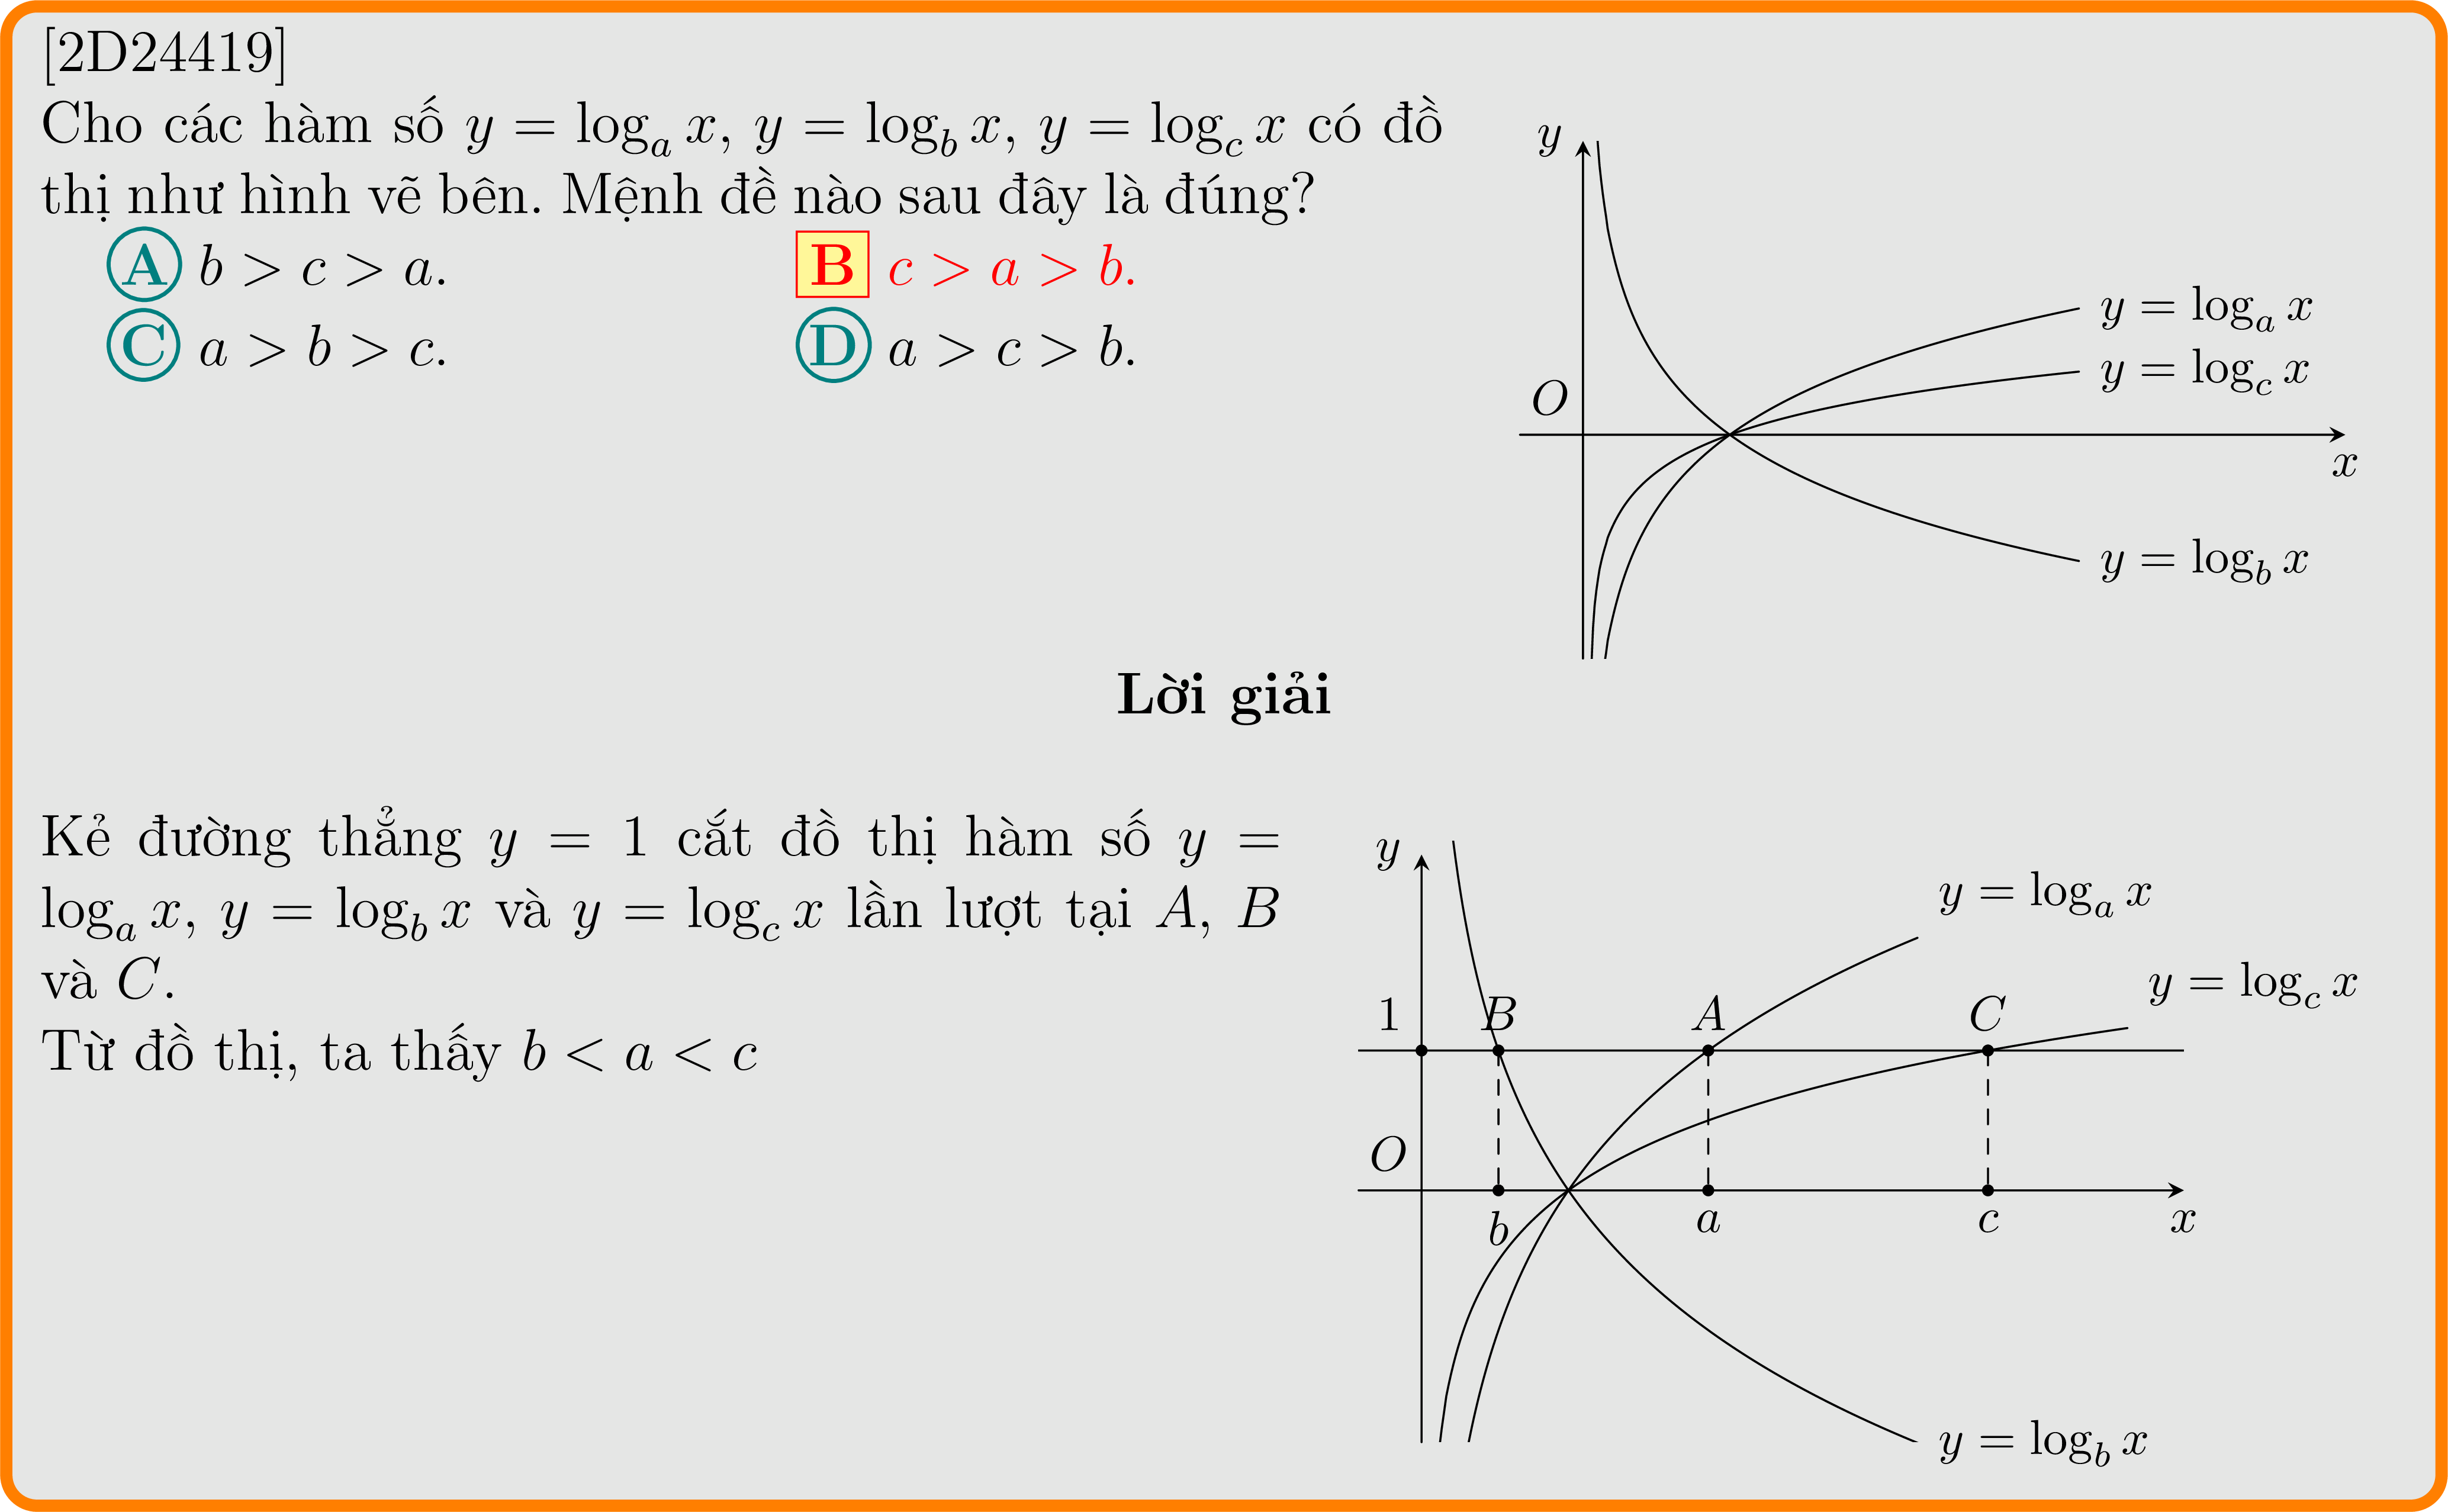 [2D24419]
Cho các hàm số y = log_a x, y = log_b x, y = log_c x có đồ
thị như hình vẽ bên. Mệnh đề nào sau đây là đúng?
A b > c > a.
B c > a > b.
C a > b > c.
D a > c > b.
y
y = log_a x
y = log_c x
O
x
y = log_b x
Lời giải
Kẻ đường thẳng y = 1 cắt đồ thị hàm số y =
log_a x, y = log_b x và y = log_c x lần lượt tại A, B
và C.
Từ đồ thị, ta thấy b < a < c
y
y = log_a x
y = log_c x
1
B
A
C
O
b
a
c
x
y = log_b x